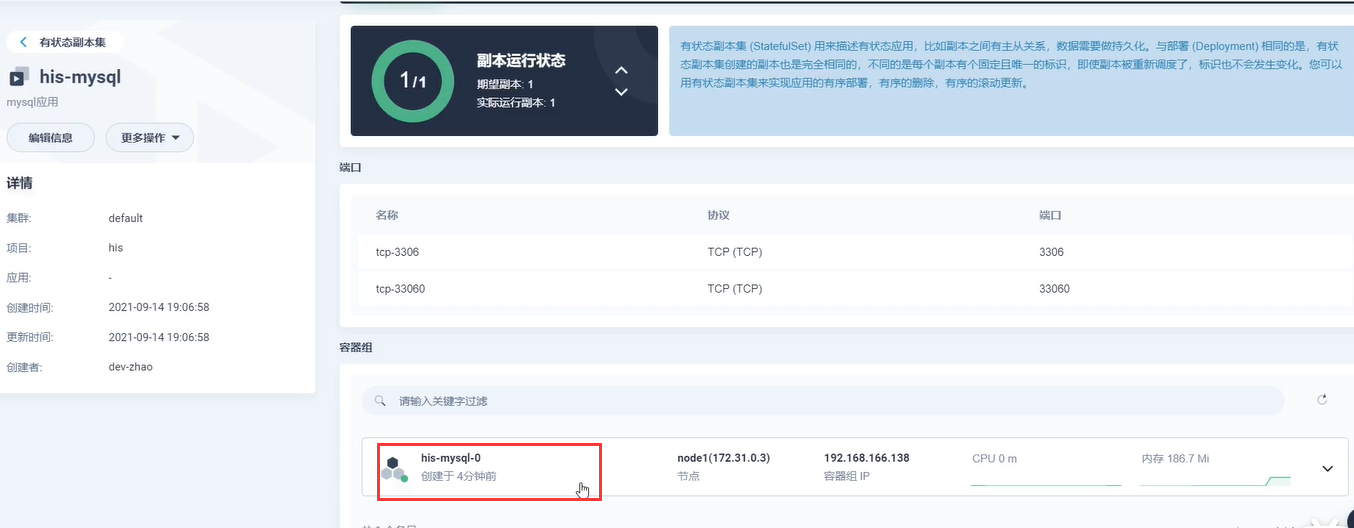 有状态副本集
his-mysql
mysql应用
编辑信息 更多操作
详情
集群: default
项目: his
应用: -
创建时间: 2021-09-14 19:06:58
更新时间: 2021-09-14 19:06:58
创建者: dev-zhao
1/1
副本运行状态
期望副本: 1
实际运行副本: 1
有状态副本集 (StatefulSet) 用来描述有状态应用，比如副本之间有主从关系，数据需要做持久化。与部署 (Deployment) 相同的是，有状
态副本集创建的副本也是完全相同的，不同的是每个副本有个固定且唯一的标识，即使副本被重新调度了，标识也不会发生变化。您可以
用有状态副本集来实现应用的有序部署，有序的删除，有序的滚动更新。
端口
名称 协议 端口
tcp-3306 TCP (TCP) 3306
tcp-33060 TCP (TCP) 33060
容器组
请输入关键字过滤
his-mysql-0 node1(172.31.0.3) 192.168.166.138 CPU 0 m 内存 186.7 Mi
创建于 4分钟前 节点 容器组 IP